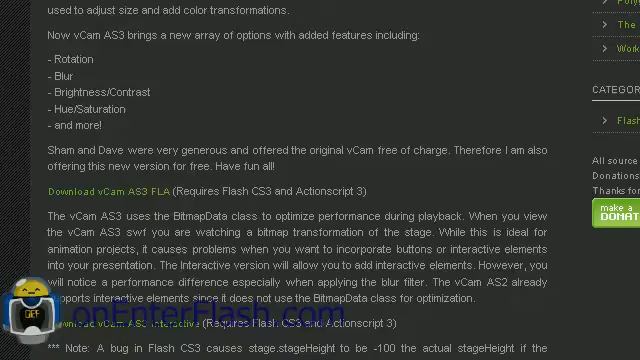 used to adjust size and add color transformations.
Now vCam AS3 brings a new array of options with added features including:
- Rotation
- Blur
- Brightness/Contrast
- Hue/Saturation
- and more!
Sham and Dave were very generous and offered the original vCam free of charge. Therefore I am also
offering this new version for free. Have fun all!
Download vCam AS3 FLA (Requires Flash CS3 and Actionscript 3)
The vCam AS3 uses the BitmapData class to optimize performance during playback. When you view
the vCam AS3 swf you are watching a bitmap transformation of the stage. While this is ideal for
animation projects, it causes problems when you want to incorporate buttons or interactive elements
into your presentation. The Interactive version will allow you to add interactive elements. However, you
will notice a performance difference especially when applying the blur filter. The vCam AS2 already
supports interactive elements since it does not use the BitmapData class for optimization.
Download vCam AS3 Interactive (Requires Flash CS3 and Actionscript 3)
*** Note: A bug in Flash CS3 causes stage.stageHeight to be -100 the actual stageHeight if the
The
Work
CATEGOR
Flas
All source
Donations
Thanks for
make a
DONAT
OEF
onEnterFlash.com